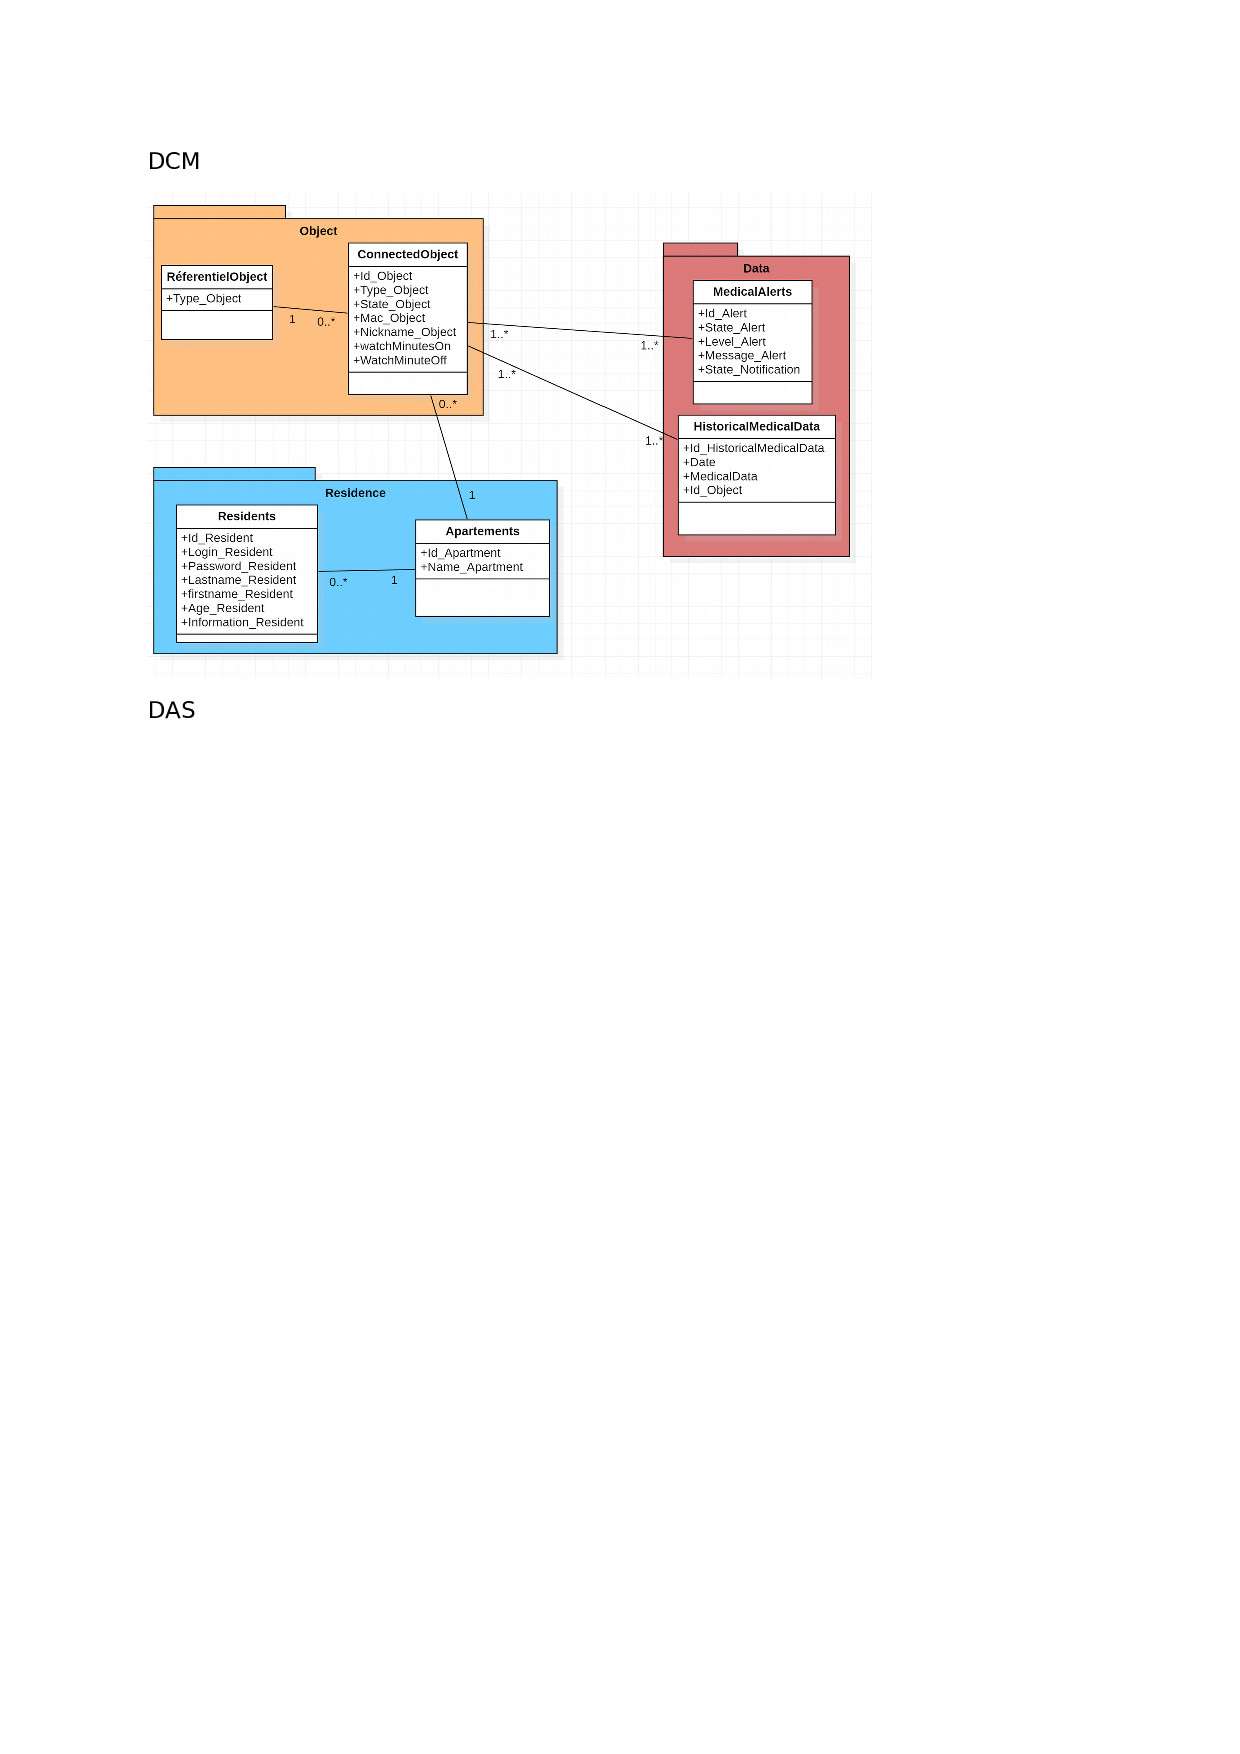 DCM
Object
RéferentielObject
+Type_Object
1
0..*
ConnectedObject
+Id_Object
+Type_Object
+State_Object
+Mac_Object
+Nickname_Object
+watchMinutesOn
+WatchMinuteOff
0..*
1..*
1..*
1..*
1..*
Data
MedicalAlerts
+Id_Alert
+State_Alert
+Level_Alert
+Message_Alert
+State_Notification
HistoricalMedicalData
+Id_HistoricalMedicalData
+Date
+MedicalData
+Id_Object
Residence
1
Residents
+Id_Resident
+Login_Resident
+Password_Resident
+Lastname_Resident
+firstname_Resident
+Age_Resident
+Information_Resident
0..*
1
Apartements
+Id_Apartment
+Name_Apartment
DAS